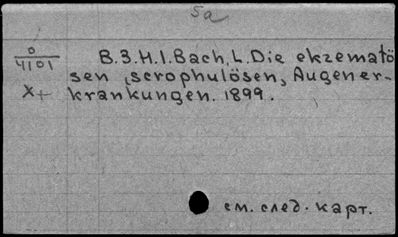 5a
0
4101
X+
B.3.H.1.Bach, L. Die ekzematö
sen (scrophulösen) Augener-
krankungen. 1899.
см. след. карт.